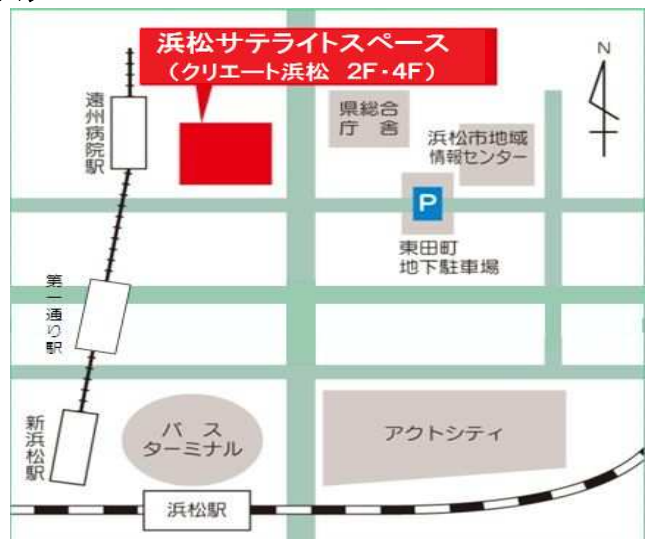 浜松サテライトスペース
（クリエート浜松 2F・4F）
N
遠州病院駅
県総合
庁舎
浜松市地域
情報センター
P
東田町
地下駐車場
第一通り駅
新浜松駅
バス
ターミナル
アクトシティ
浜松駅